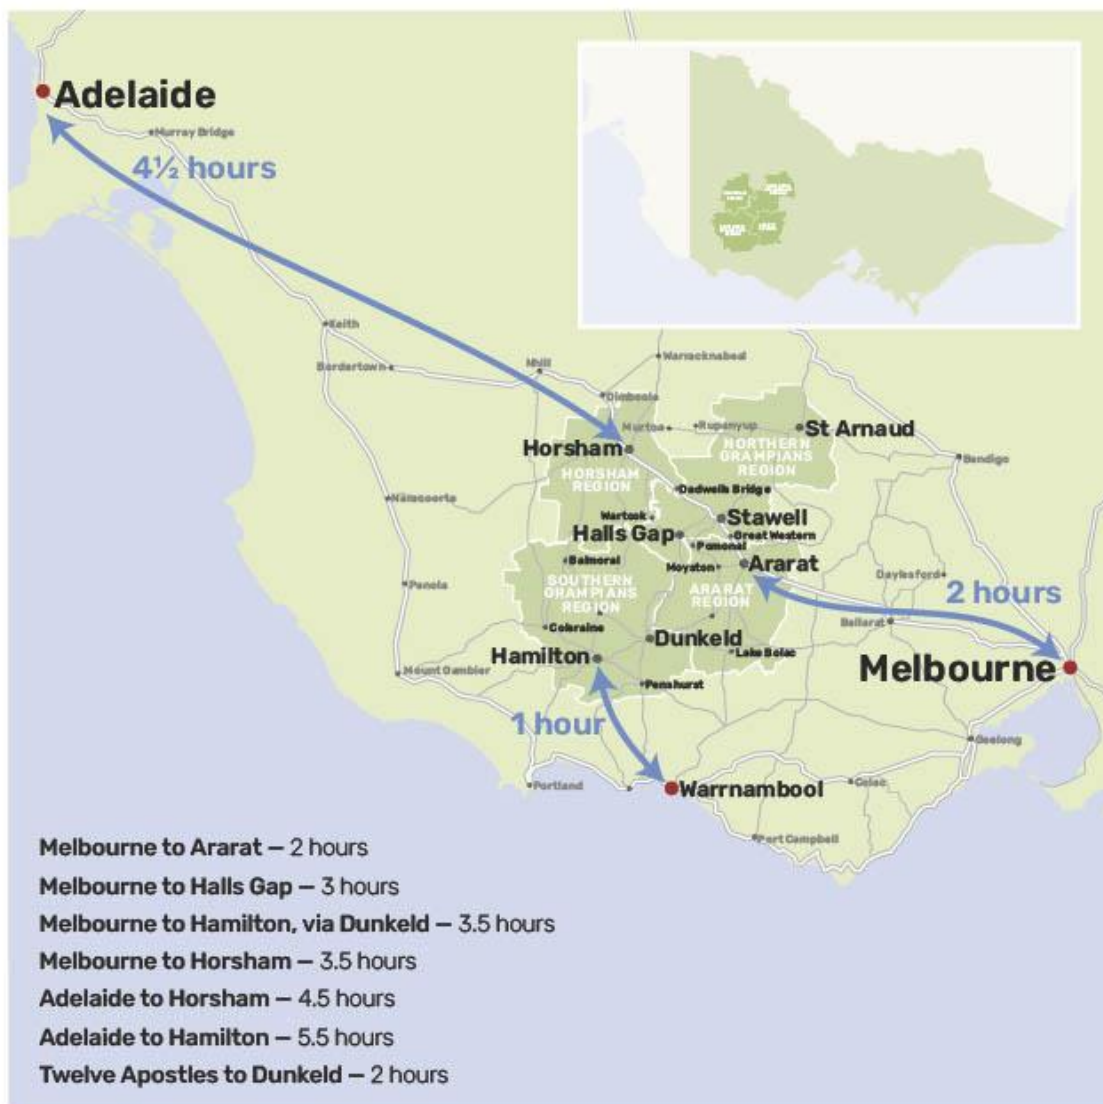 Adelaide
Murray Bridge
4½ hours
Keith
Bordertown
Nhill
Warracknabeal
Dimboola
Murtoa
Rupanyup
St Arnaud
Horsham
NORTHERN
GRAMPIANS
REGION
Bendigo
HORSHAM
REGION
Dadwells Bridge
Naracoorte
Wartook
Stawell
Halls Gap
Great Western
Pomonal
Balmoral
Moyston
Ararat
Daylesford
Penola
SOUTHERN
GRAMPIANS
REGION
ARARAT
REGION
2 hours
Ballarat
Coleraine
Dunkeld
Lake Bolac
Hamilton
Melbourne
Mount Gambier
Penshurst
1 hour
Geelong
Portland
Warrnambool
Colac
Port Campbell
Melbourne to Ararat – 2 hours
Melbourne to Halls Gap – 3 hours
Melbourne to Hamilton, via Dunkeld – 3.5 hours
Melbourne to Horsham – 3.5 hours
Adelaide to Horsham – 4.5 hours
Adelaide to Hamilton – 5.5 hours
Twelve Apostles to Dunkeld – 2 hours